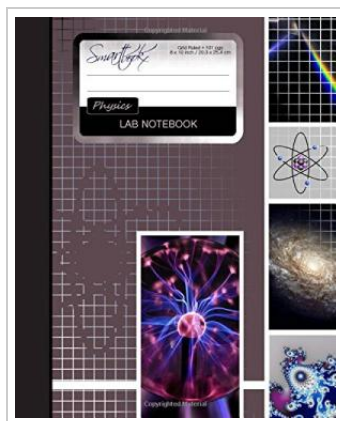 Copyrighted Material
Smartbookx
Grid Ruled • 101 pgs
8 x 10 inch / 20.3 x 25.4 cm
Physics
LAB NOTEBOOK
Copyrighted Material